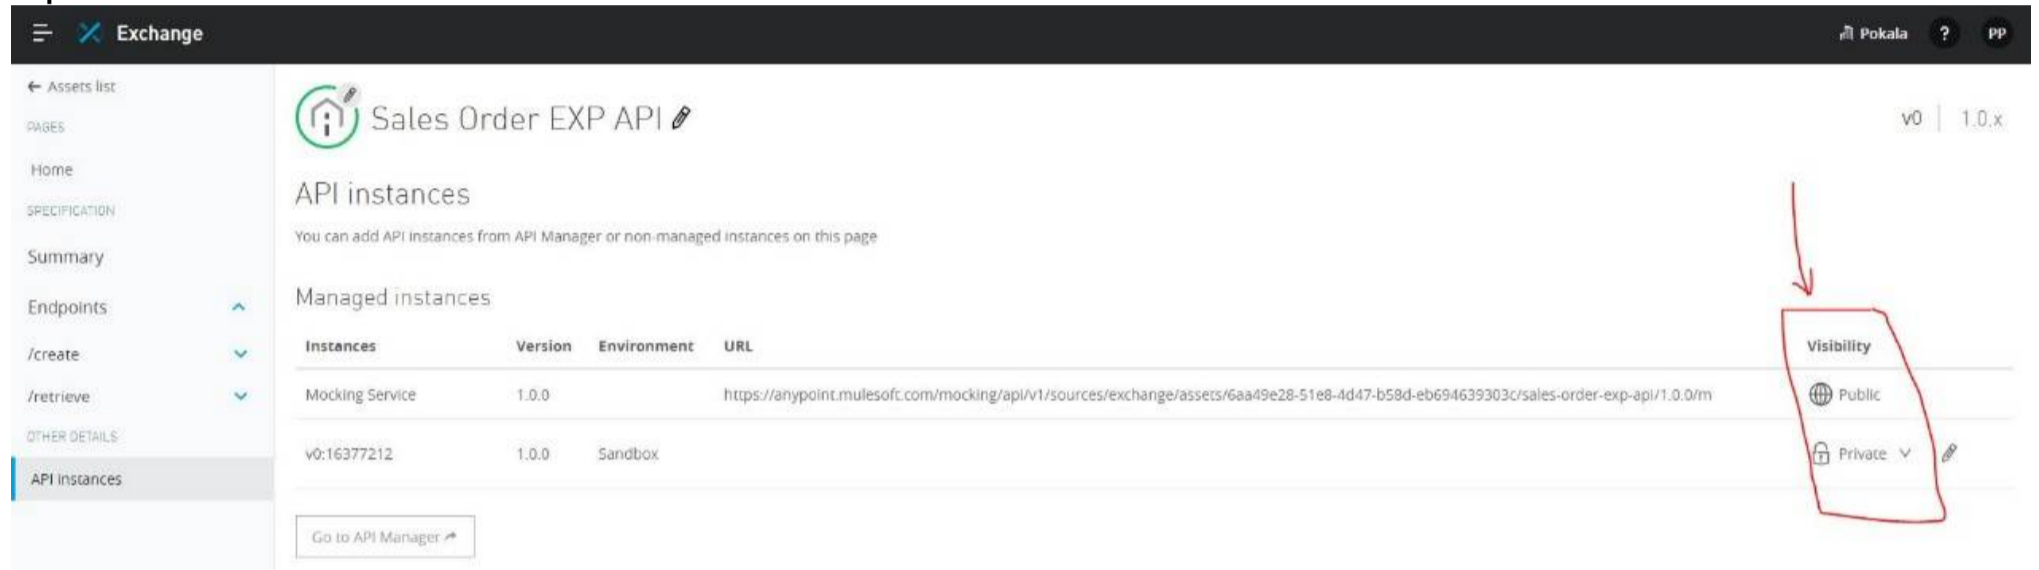 Exchange
Pokala ? PP
← Assets list
PAGES
Home
SPECIFICATION
Summary
Endpoints
/create
/retrieve
OTHER DETAILS
API instances
Sales Order EXP API
v0 | 1.0.x
API instances
You can add API instances from API Manager or non-managed instances on this page
Managed instances
Instances Version Environment URL Visibility
Mocking Service 1.0.0 https://anypoint.mulesoft.com/mocking/api/v1/sources/exchange/assets/6aa49e28-51e8-4d47-b58d-eb694639303c/sales-order-exp-api/1.0.0/m Public
v0:16377212 1.0.0 Sandbox Private
Go to API Manager